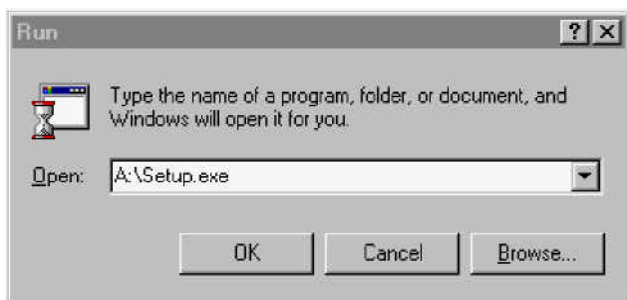 Run
Type the name of a program, folder, or document, and
Windows will open it for you.
Open: A:\Setup.exe
OK Cancel Browse...